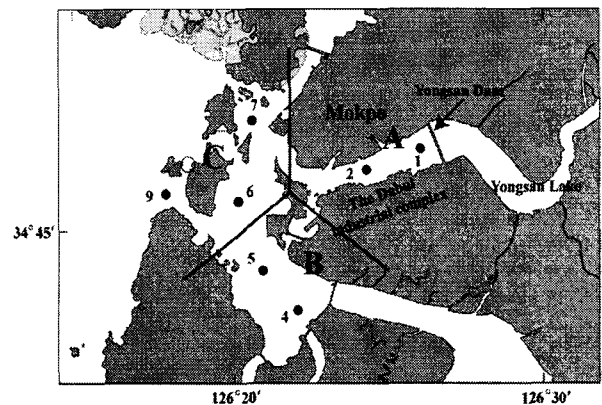 7
Mokpo
Yongsan Dam
A
C
1
2
9
6
The Dabul
industrial complex
Yongsan Lake
34° 45'
5
B
4
126° 20'
126° 30'